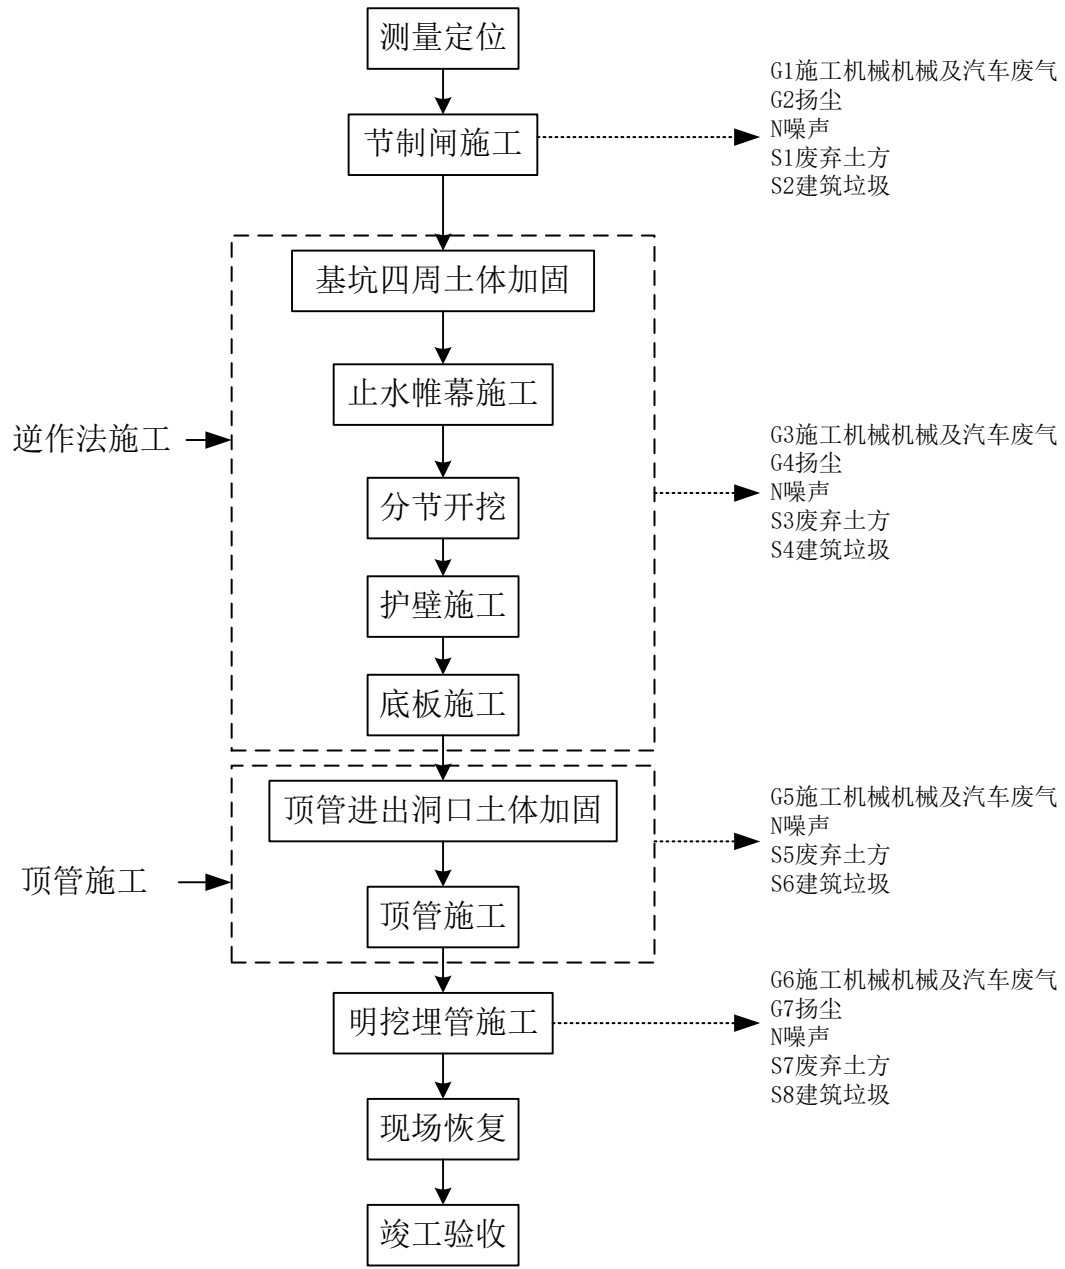 测量定位
节制闸施工
G1施工机械机械及汽车废气
G2扬尘
N噪声
S1废弃土方
S2建筑垃圾
基坑四周土体加固
止水帷幕施工
逆作法施工
分节开挖
护壁施工
底板施工
G3施工机械机械及汽车废气
G4扬尘
N噪声
S3废弃土方
S4建筑垃圾
顶管进出洞口土体加固
顶管施工
顶管施工
G5施工机械机械及汽车废气
N噪声
S5废弃土方
S6建筑垃圾
明挖埋管施工
G6施工机械机械及汽车废气
G7扬尘
N噪声
S7废弃土方
S8建筑垃圾
现场恢复
竣工验收